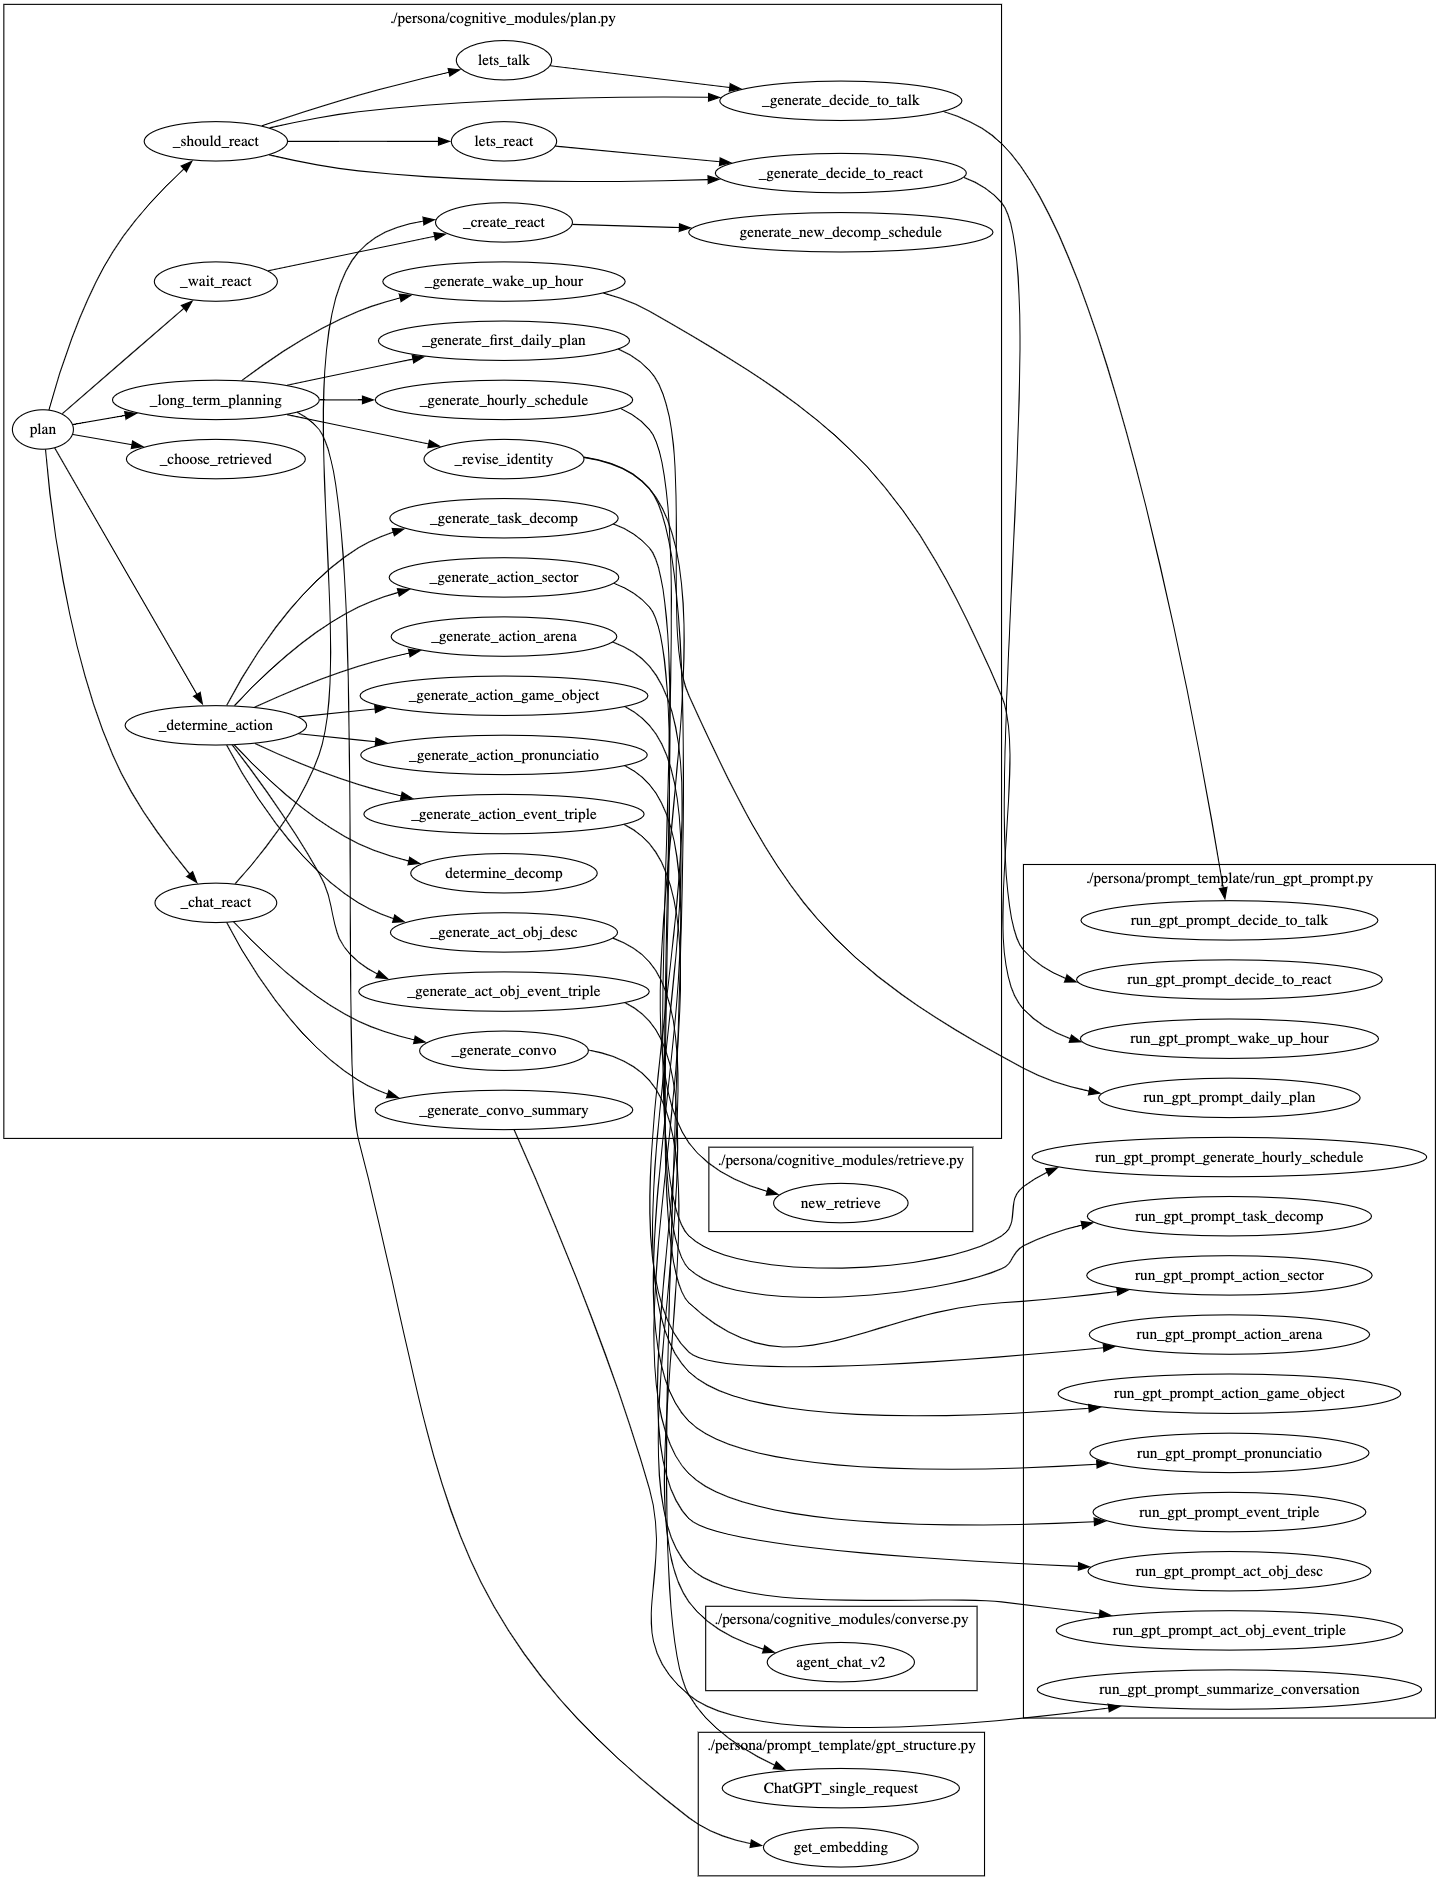 ./persona/cognitive_modules/plan.py
lets_talk
_generate_decide_to_talk
_should_react
lets_react
_generate_decide_to_react
_create_react
generate_new_decomp_schedule
_wait_react
_generate_wake_up_hour
_generate_first_daily_plan
_long_term_planning
_generate_hourly_schedule
plan
_choose_retrieved
_revise_identity
_generate_task_decomp
_generate_action_sector
_generate_action_arena
_generate_action_game_object
_determine_action
_generate_action_pronunciatio
_generate_action_event_triple
determine_decomp
_chat_react
_generate_act_obj_desc
_generate_act_obj_event_triple
_generate_convo
_generate_convo_summary
./persona/prompt_template/run_gpt_prompt.py
run_gpt_prompt_decide_to_talk
run_gpt_prompt_decide_to_react
run_gpt_prompt_wake_up_hour
run_gpt_prompt_daily_plan
run_gpt_prompt_generate_hourly_schedule
run_gpt_prompt_task_decomp
run_gpt_prompt_action_sector
run_gpt_prompt_action_arena
run_gpt_prompt_action_game_object
run_gpt_prompt_pronunciatio
run_gpt_prompt_event_triple
run_gpt_prompt_act_obj_desc
run_gpt_prompt_act_obj_event_triple
run_gpt_prompt_summarize_conversation
./persona/cognitive_modules/retrieve.py
new_retrieve
./persona/cognitive_modules/converse.py
agent_chat_v2
./persona/prompt_template/gpt_structure.py
ChatGPT_single_request
get_embedding